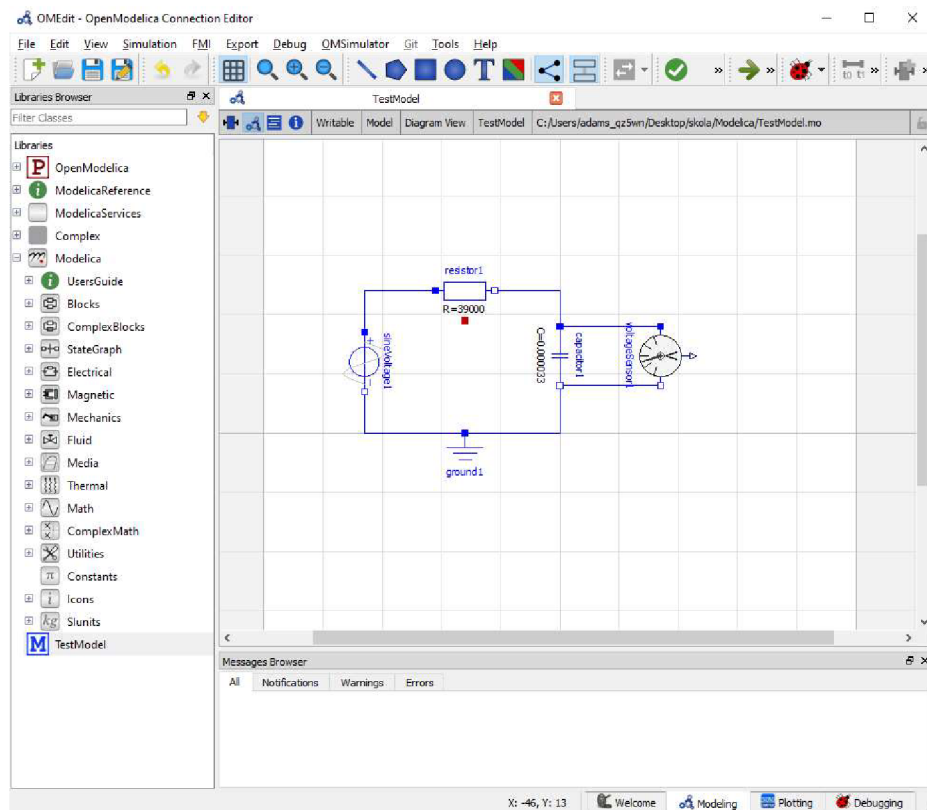 OMEdit - OpenModelica Connection Editor
File Edit View Simulation FMI Export Debug OMSimulator Git Tools Help
T » » t0 t1 » »
Libraries Browser
TestModel
Filter Classes
Writable Model Diagram View TestModel C:/Users/adams_qz5wn/Desktop/skola/Modelica/TestModel.mo
Libraries
P OpenModelica
i ModelicaReference
ModelicaServices
Complex
Modelica
i UsersGuide
Blocks
ComplexBlocks
StateGraph
Electrical
Magnetic
Mechanics
Fluid
Media
Thermal
Math
ComplexMath
Utilities
π Constants
i Icons
kg SIunits
M TestModel
resistor1
R=39000
sineVoltage1
+
–
C=0.000033
capacitor1
voltageSensor1
V
ground1
Messages Browser
All Notifications Warnings Errors
X: -46, Y: 13 Welcome Modeling Plotting Debugging